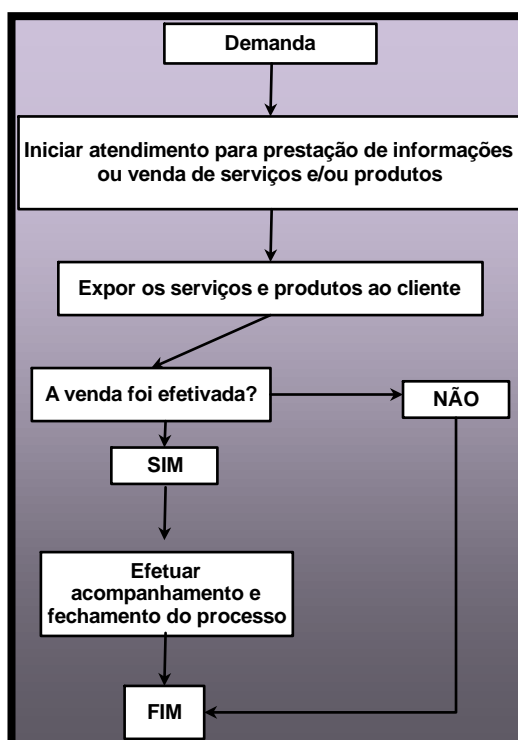 Demanda
Iniciar atendimento para prestação de informações
ou venda de serviços e/ou produtos
Expor os serviços e produtos ao cliente
A venda foi efetivada?
NÃO
SIM
Efetuar
acompanhamento e
fechamento do processo
FIM